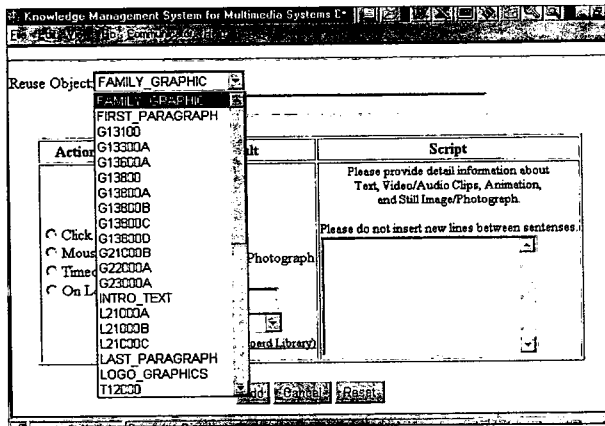 Knowledge Management System for Multimedia Systems D
Reuse Object: FAMILY_GRAPHIC
FAMILY_GRAPHIC
FIRST_PARAGRAPH
G13100
G13300A
G13600A
G13800
G13800A
G13800B
G13800C
G13800D
G21000B
G22000A
G23000A
INTRO_TEXT
L21000A
L21000B
L21000C
LAST_PARAGRAPH
LOGO_GRAPHICS
T12000
Action
Click
Mous
Timed
On L
lt
Photograph
oard Library)
Script
Please provide detail information about
Text, Video/Audio Clips, Animation,
and Still Image/Photograph.
Please do not insert new lines between sentences.
Cancel Reset